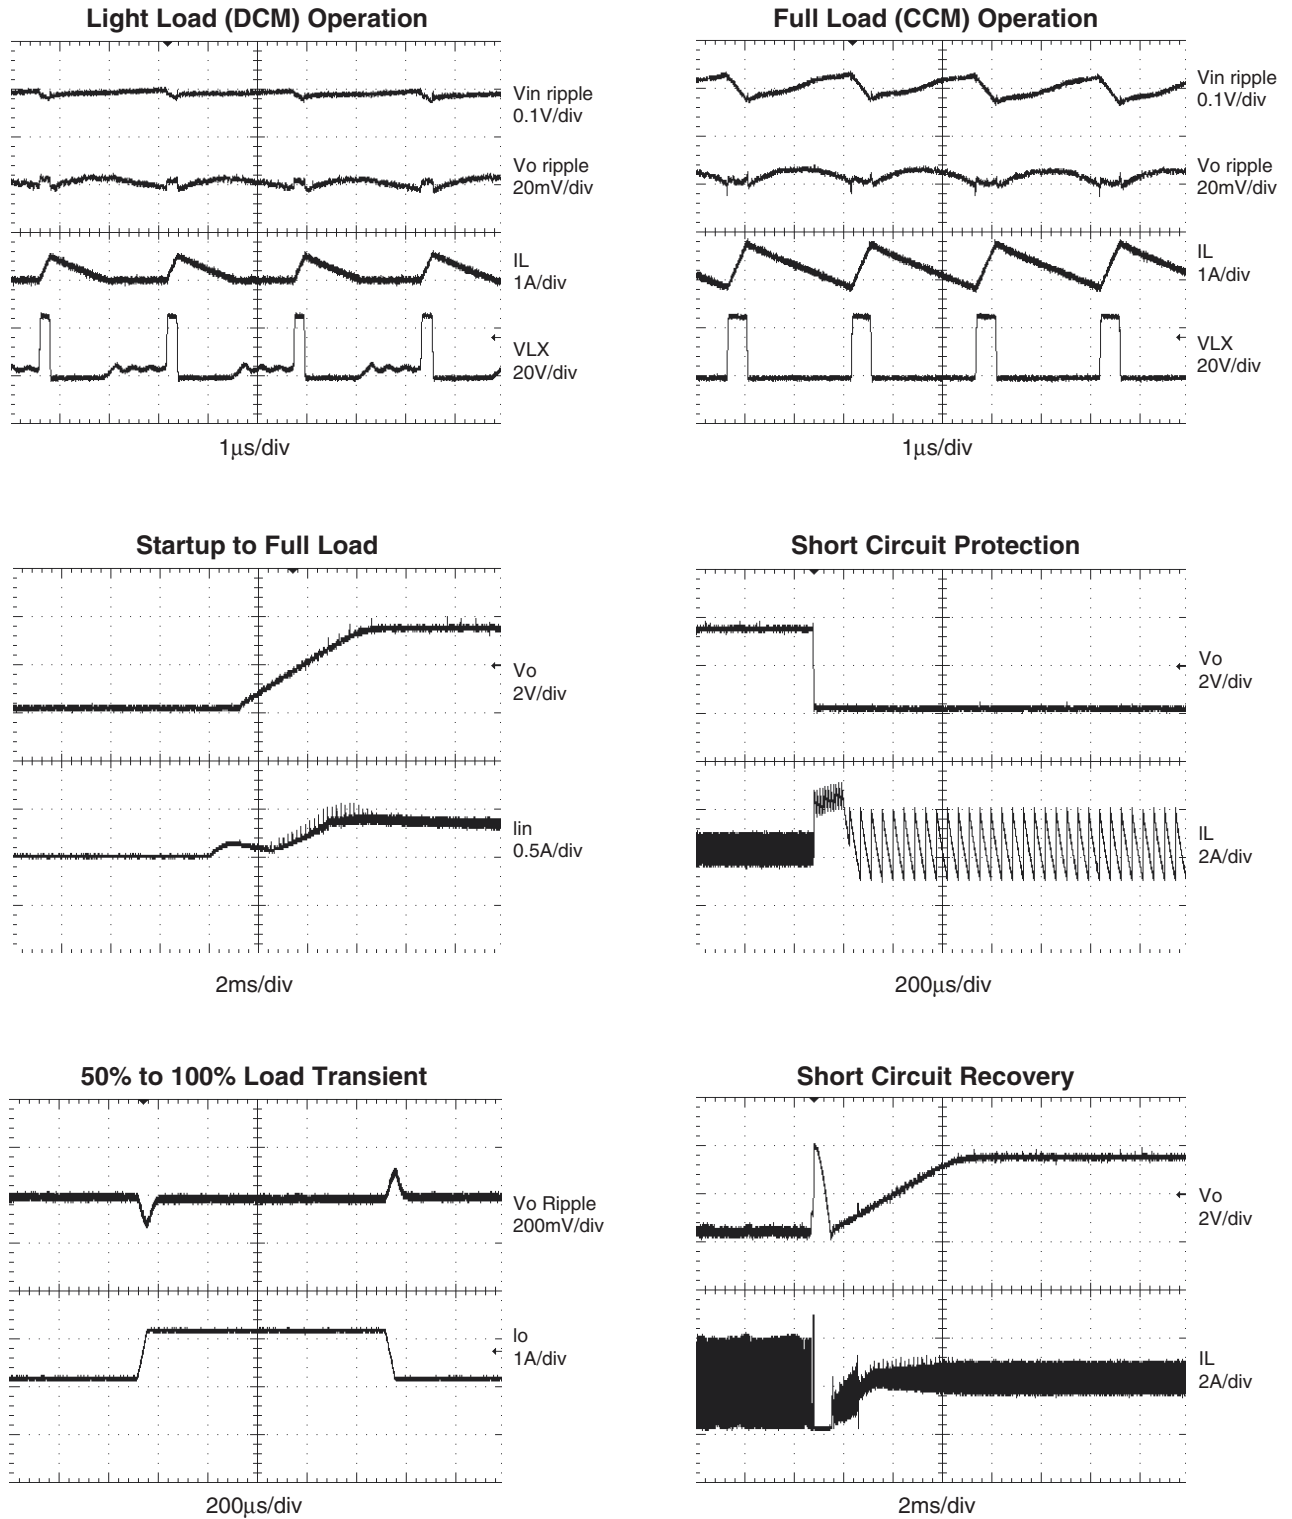 Light Load (DCM) Operation
Vin ripple
0.1V/div
Vo ripple
20mV/div
IL
1A/div
VLX
20V/div
1μs/div
Full Load (CCM) Operation
Vin ripple
0.1V/div
Vo ripple
20mV/div
IL
1A/div
VLX
20V/div
1μs/div
Startup to Full Load
Vo
2V/div
Iin
0.5A/div
2ms/div
Short Circuit Protection
Vo
2V/div
IL
2A/div
200μs/div
50% to 100% Load Transient
Vo Ripple
200mV/div
Io
1A/div
200μs/div
Short Circuit Recovery
Vo
2V/div
IL
2A/div
2ms/div